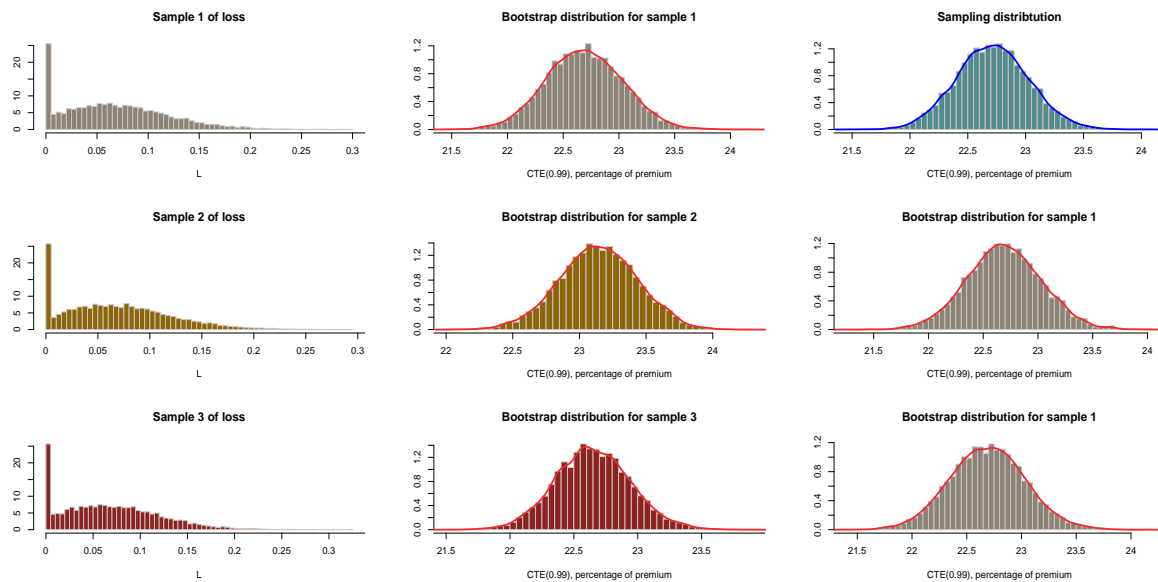 Sample 1 of loss
0 5 10 20
0 0.05 0.1 0.15 0.2 0.25 0.3
L
Bootstrap distribution for sample 1
0.0 0.4 0.8 1.2
21.5 22 22.5 23 23.5 24
CTE(0.99), percentage of premium
Sampling distribtution
0.0 0.4 0.8 1.2
21.5 22 22.5 23 23.5 24
CTE(0.99), percentage of premium
Sample 2 of loss
0 5 10 20
0 0.05 0.1 0.15 0.2 0.25 0.3
L
Bootstrap distribution for sample 2
0.0 0.4 0.8 1.2
22 22.5 23 23.5 24
CTE(0.99), percentage of premium
Bootstrap distribution for sample 1
0.0 0.4 0.8 1.2
21.5 22 22.5 23 23.5 24
CTE(0.99), percentage of premium
Sample 3 of loss
0 5 10 20
0 0.05 0.1 0.15 0.2 0.25 0.3
L
Bootstrap distribution for sample 3
0.0 0.4 0.8 1.2
22 22.5 23 23.5
CTE(0.99), percentage of premium
Bootstrap distribution for sample 1
0.0 0.4 0.8 1.2
21.5 22 22.5 23 23.5 24
CTE(0.99), percentage of premium